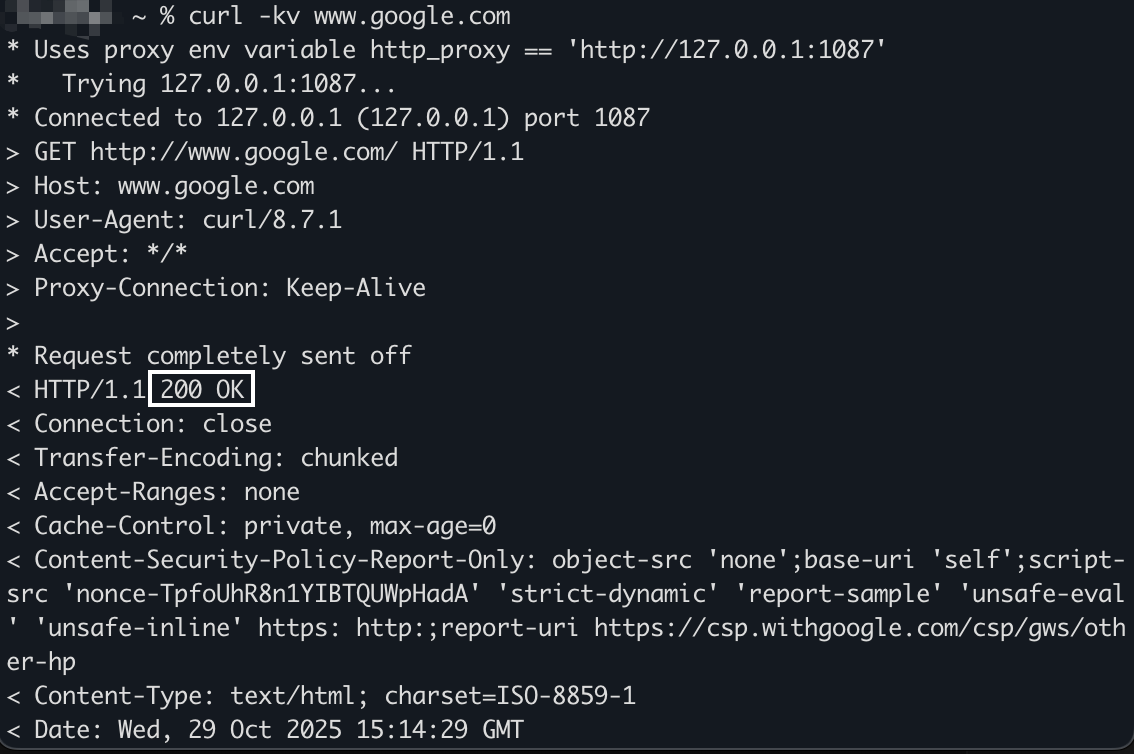 ~ % curl -kv www.google.com
* Uses proxy env variable http_proxy == 'http://127.0.0.1:1087'
*   Trying 127.0.0.1:1087...
* Connected to 127.0.0.1 (127.0.0.1) port 1087
> GET http://www.google.com/ HTTP/1.1
> Host: www.google.com
> User-Agent: curl/8.7.1
> Accept: */*
> Proxy-Connection: Keep-Alive
>
* Request completely sent off
< HTTP/1.1 200 OK
< Connection: close
< Transfer-Encoding: chunked
< Accept-Ranges: none
< Cache-Control: private, max-age=0
< Content-Security-Policy-Report-Only: object-src 'none';base-uri 'self';script-
src 'nonce-TpfoUhR8n1YIBTQUWpHadA' 'strict-dynamic' 'report-sample' 'unsafe-eval
' 'unsafe-inline' https: http:;report-uri https://csp.withgoogle.com/csp/gws/oth
er-hp
< Content-Type: text/html; charset=ISO-8859-1
< Date: Wed, 29 Oct 2025 15:14:29 GMT